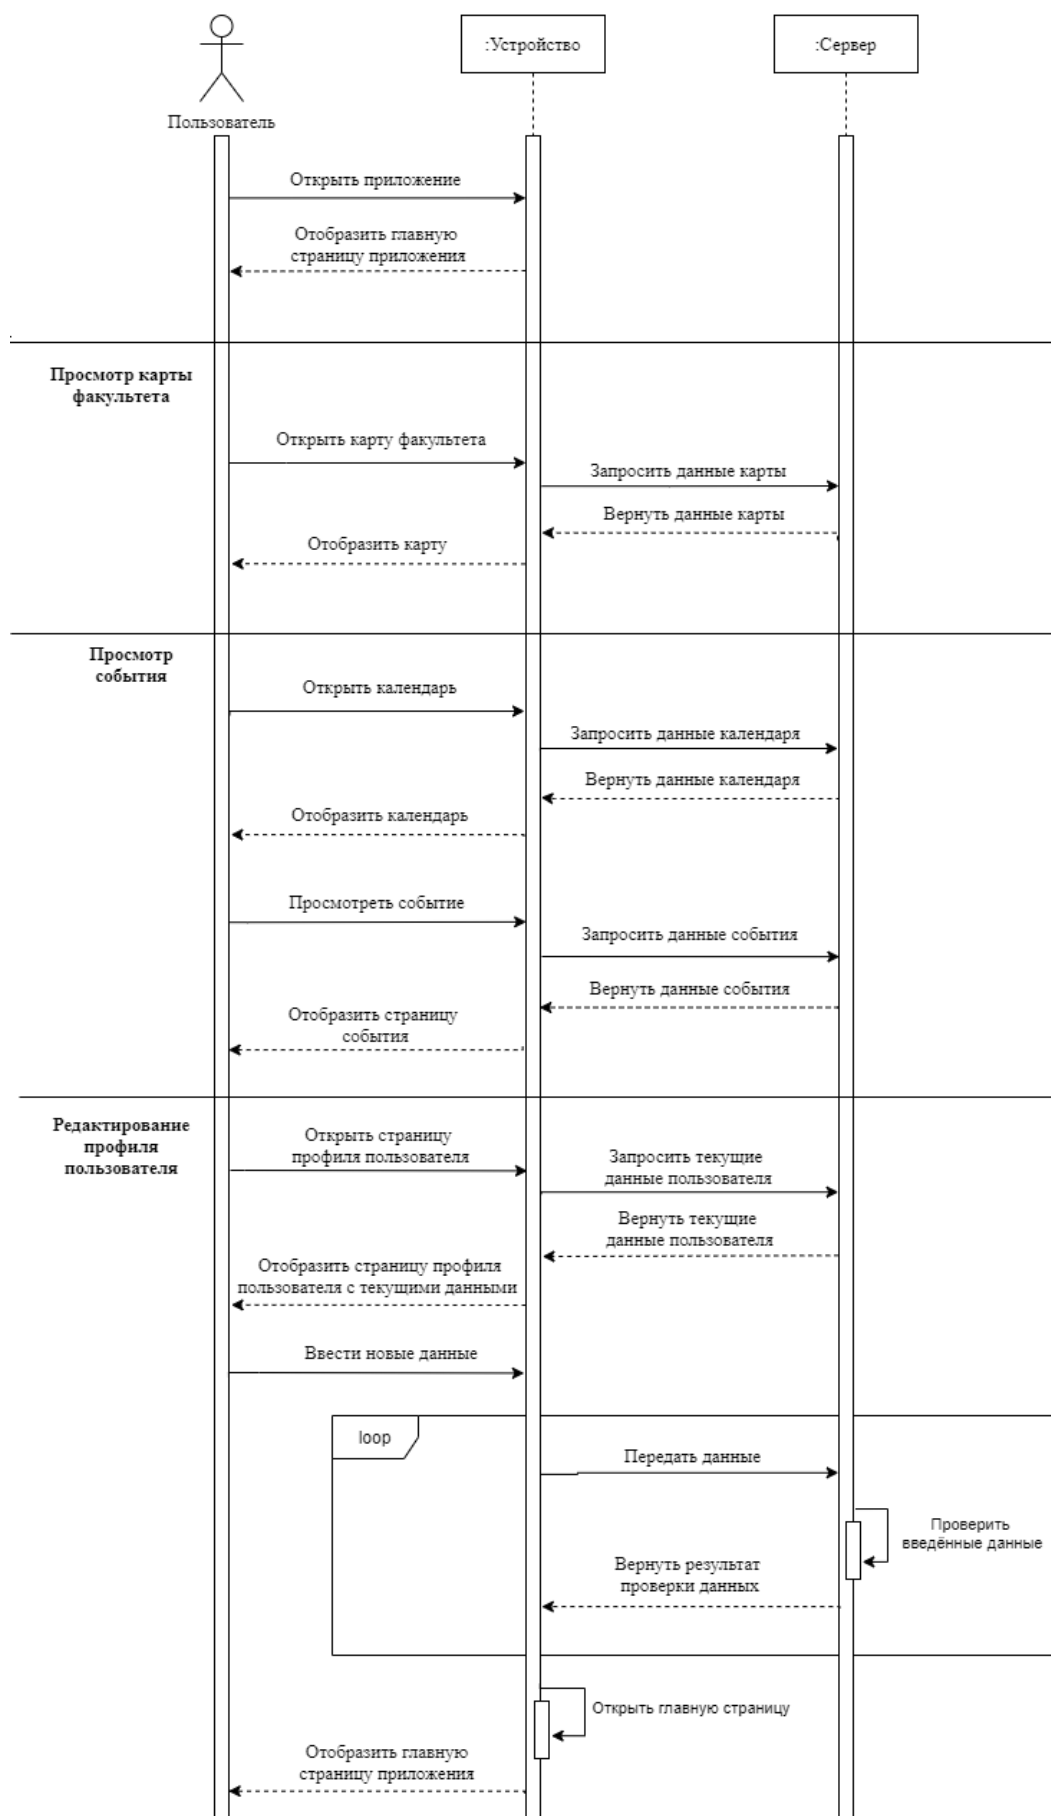 :Устройство
:Сервер
Пользователь
Открыть приложение
Отобразить главную
страницу приложения
Просмотр карты
факультета
Открыть карту факультета
Запросить данные карты
Вернуть данные карты
Отобразить карту
Просмотр
события
Открыть календарь
Запросить данные календаря
Вернуть данные календаря
Отобразить календарь
Просмотреть событие
Запросить данные события
Вернуть данные события
Отобразить страницу
события
Редактирование
профиля
пользователя
Открыть страницу
профиля пользователя
Запросить текущие
данные пользователя
Вернуть текущие
данные пользователя
Отобразить страницу профиля
пользователя с текущими данными
Ввести новые данные
loop
Передать данные
Проверить
введённые данные
Вернуть результат
проверки данных
Открыть главную страницу
Отобразить главную
страницу приложения